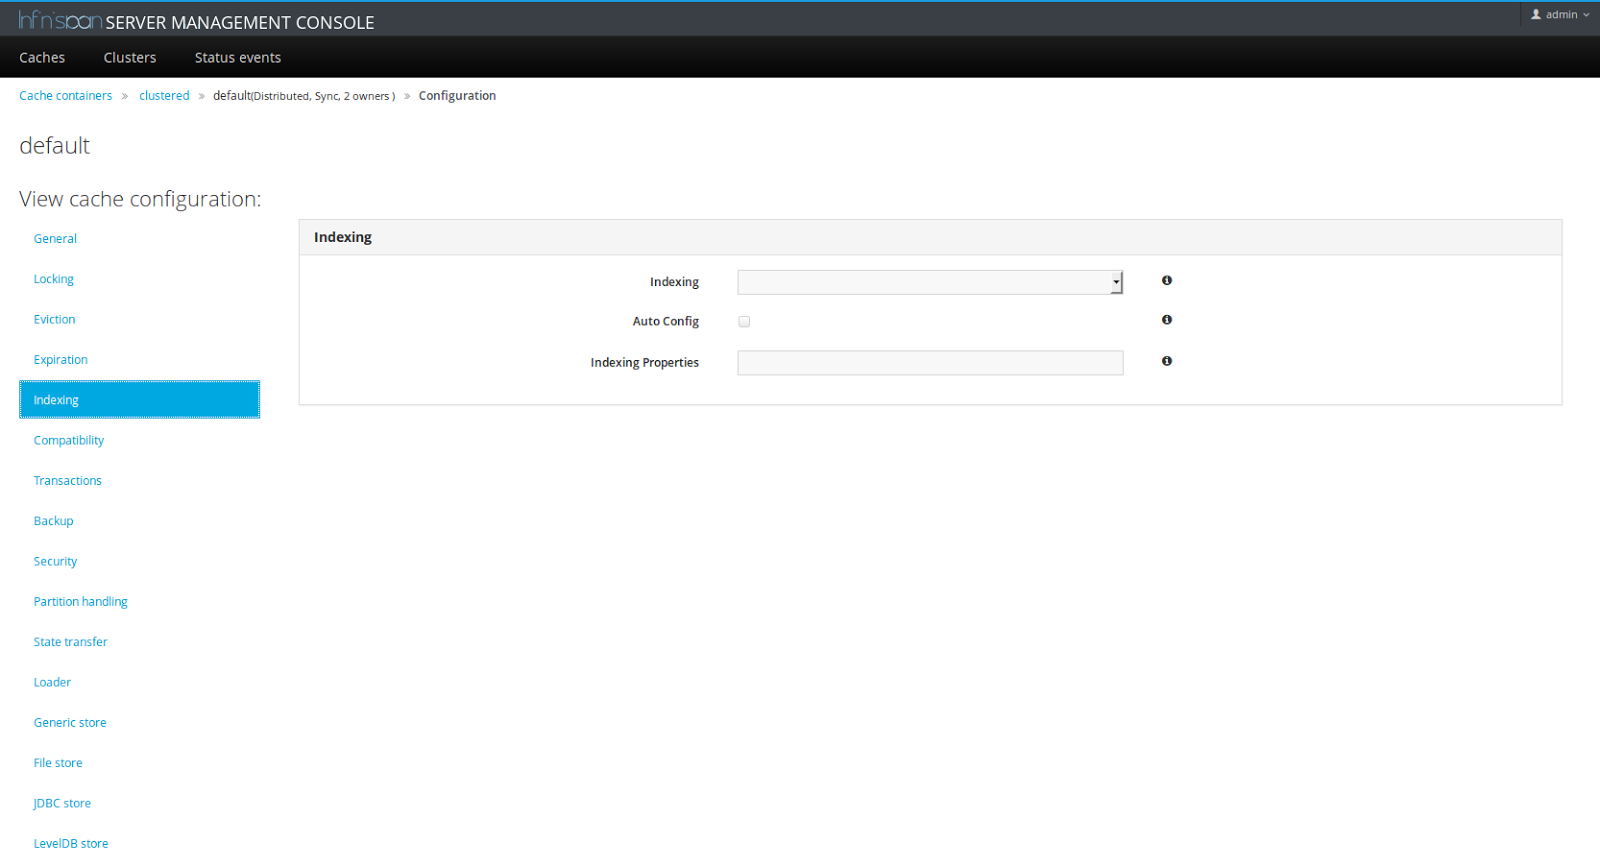 Infinispan SERVER MANAGEMENT CONSOLE
admin
Caches Clusters Status events
Cache containers » clustered » default(Distributed, Sync, 2 owners ) » Configuration
default
View cache configuration:
General
Locking
Eviction
Expiration
Indexing
Compatibility
Transactions
Backup
Security
Partition handling
State transfer
Loader
Generic store
File store
JDBC store
LevelDB store
Indexing
Indexing
Auto Config
Indexing Properties